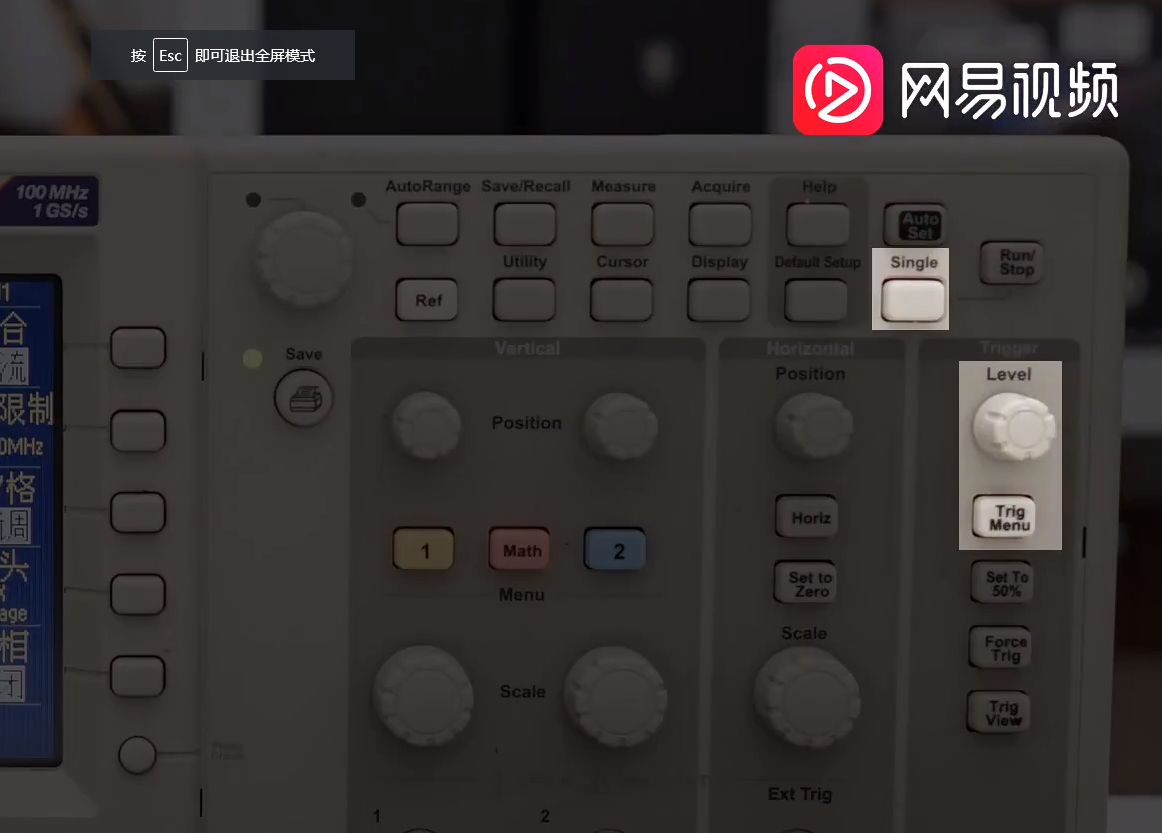 按 Esc 即可退出全屏模式
网易视频
100 MHz
1 GS/s
AutoRange Save/Recall Measure Acquire Help
Auto
Set
Utility Cursor Display Default Setup Single
Run/
Stop
Ref
Save
Vertical
Horizontal
Trigger
Position
Position
Level
合
流
限制
0MHz
格
调
头
age
相
闭
Horiz
Trig
Menu
1
Math
2
Menu
Set to
Zero
Set To
50%
Scale
Scale
Force
Trig
Trig
View
Ext Trig
1
2